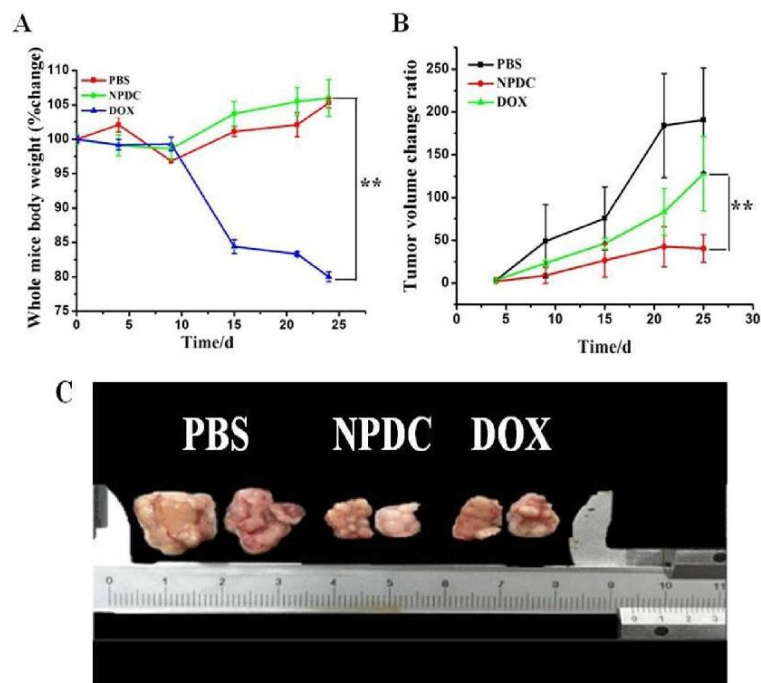 A
Whole mice body weight (%change)
110
105
100
95
90
85
80
75
0
5
10
15
20
25
Time/d
PBS
NPDC
DOX
**
B
Tumor volume change ratio
250
200
150
100
50
0
0
5
10
15
20
25
30
Time/d
PBS
NPDC
DOX
**
C
PBS NPDC DOX
0 1 2 3 4 5 6 7 8 9 10 11
0 1 2 3